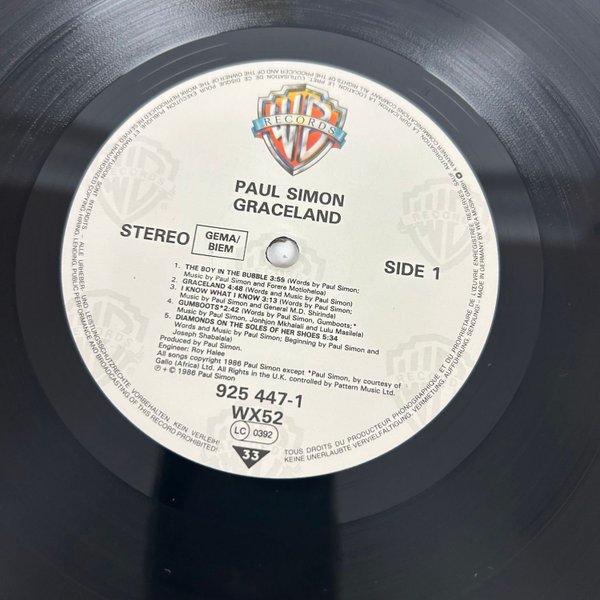 WB
RECORDS
PAUL SIMON
GRACELAND
STEREO
GEMA/
BIEM
SIDE 1
1. THE BOY IN THE BUBBLE 3:59 (Words by Paul Simon;
Music by Paul Simon and Forere Motloheloa)
2. GRACELAND 4:48 (Words and Music by Paul Simon)
3. I KNOW WHAT I KNOW 3:13 (Words by Paul Simon;
Music by Paul Simon and General M.D. Shirinda)
4. GUMBOOTS*2:42 (Words by Paul Simon, Gumboots;*
Music by Paul Simon, Jonhjon Mkhalali and Lulu Masilela)
5. DIAMONDS ON THE SOLES OF HER SHOES 5:34
Words and Music by Paul Simon; Beginning by Paul Simon and
Joseph Shabalala)
Produced by Paul Simon.
Engineer: Roy Halee
All songs copyright 1986 Paul Simon except *Paul Simon, by courtesy of
Gallo (Africa) Ltd. All Rights in the U.K. controlled by Pattern Music Ltd.
℗+© 1986 Paul Simon
925 447-1
WX52
LC 0392
33
TOUS DROITS DU PRODUCTEUR PHONOGRAPHIQUE ET DU PROPRIETAIRE DE L'ŒUVRE ENREGISTREE RESERVES.
KEINE UNERLAUBTE VERVIELFÄLTIGUNG, VERMIETUNG, AUFFÜHRUNG, SENDUNG! • MADE IN GERMANY BY